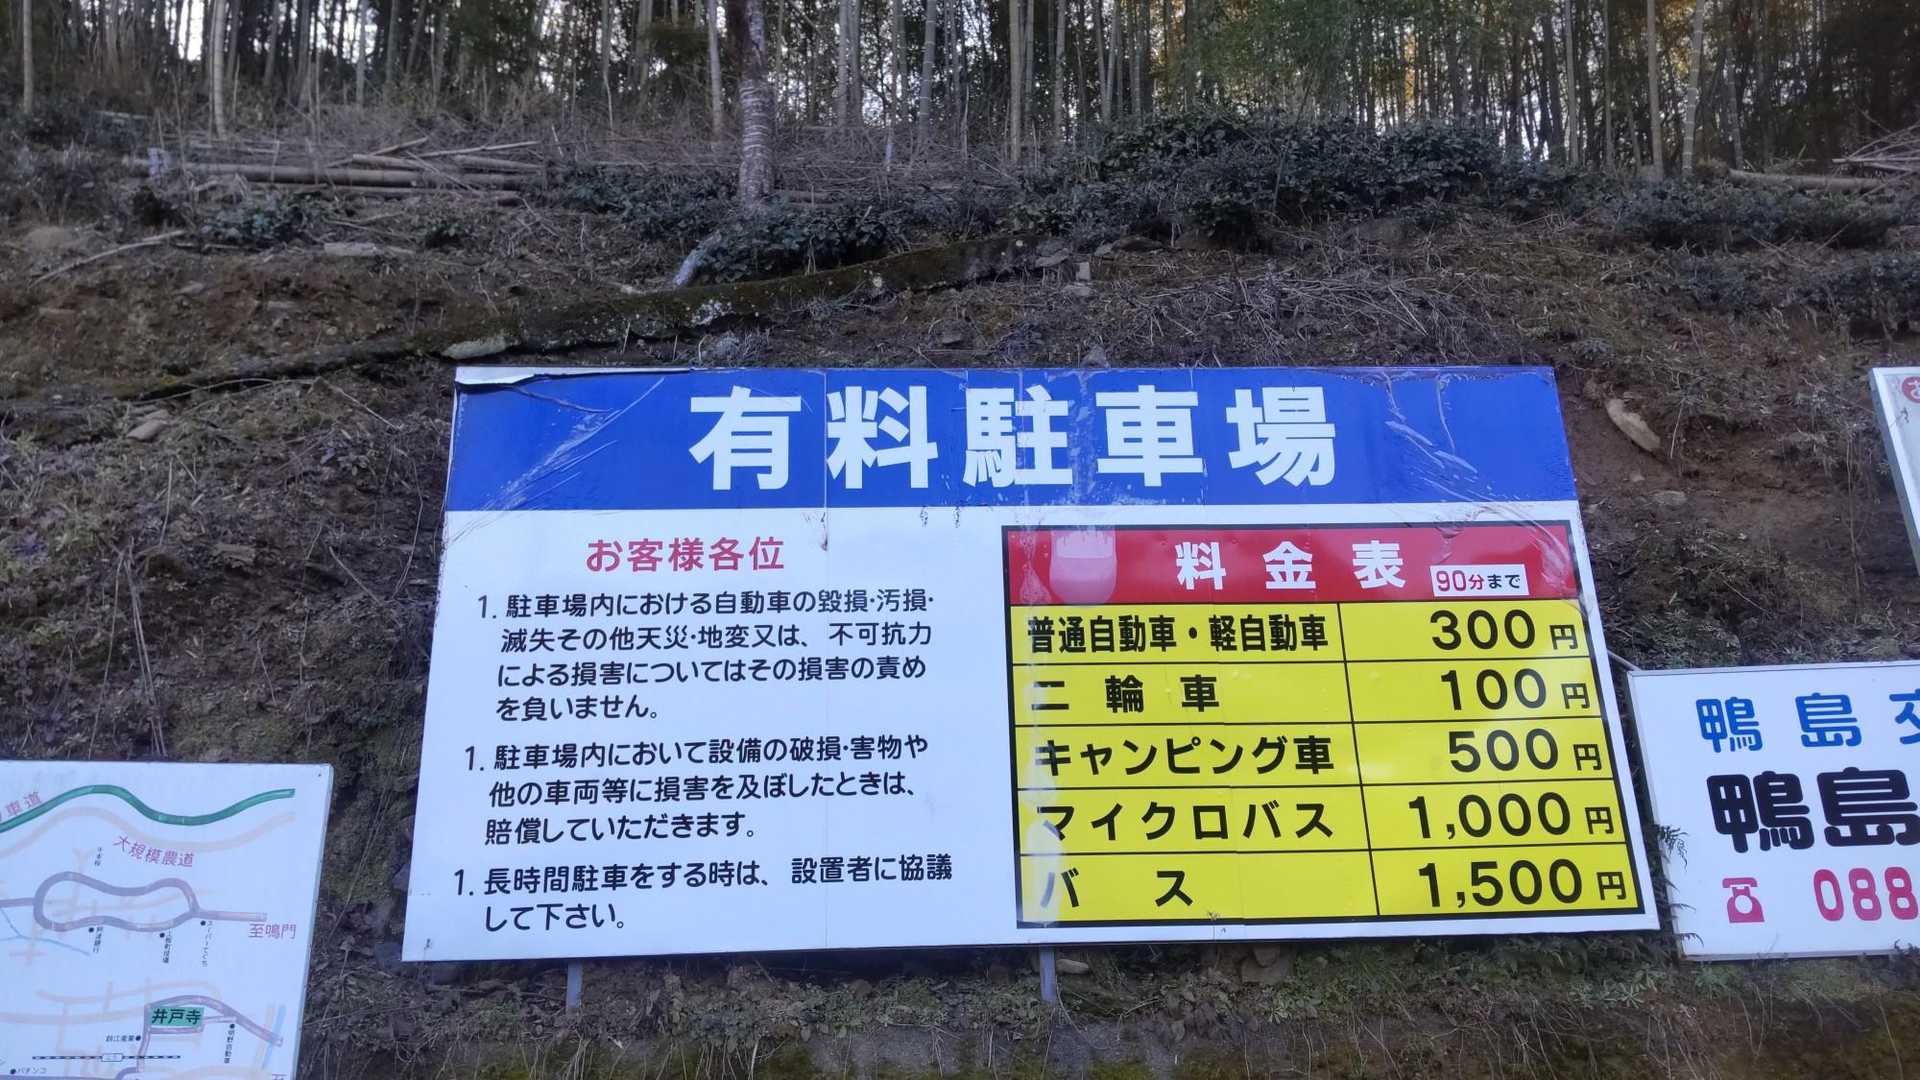 有料駐車場
お客様各位
1. 駐車場内における自動車の毀損・汚損・
滅失その他天災・地変又は、不可抗力
による損害についてはその損害の責め
を負いません。
1. 駐車場内において設備の破損・害物や
他の車両等に損害を及ぼしたときは、
賠償していただきます。
1. 長時間駐車をする時は、設置者に協議
して下さい。
料金表 90分まで
普通自動車・軽自動車 300円
二輪車 100円
キャンピング車 500円
マイクロバス 1,000円
バス 1,500円
車道
大規模農道
至鳴門
井戸寺
パチンコ
鴨島
鴨島
088